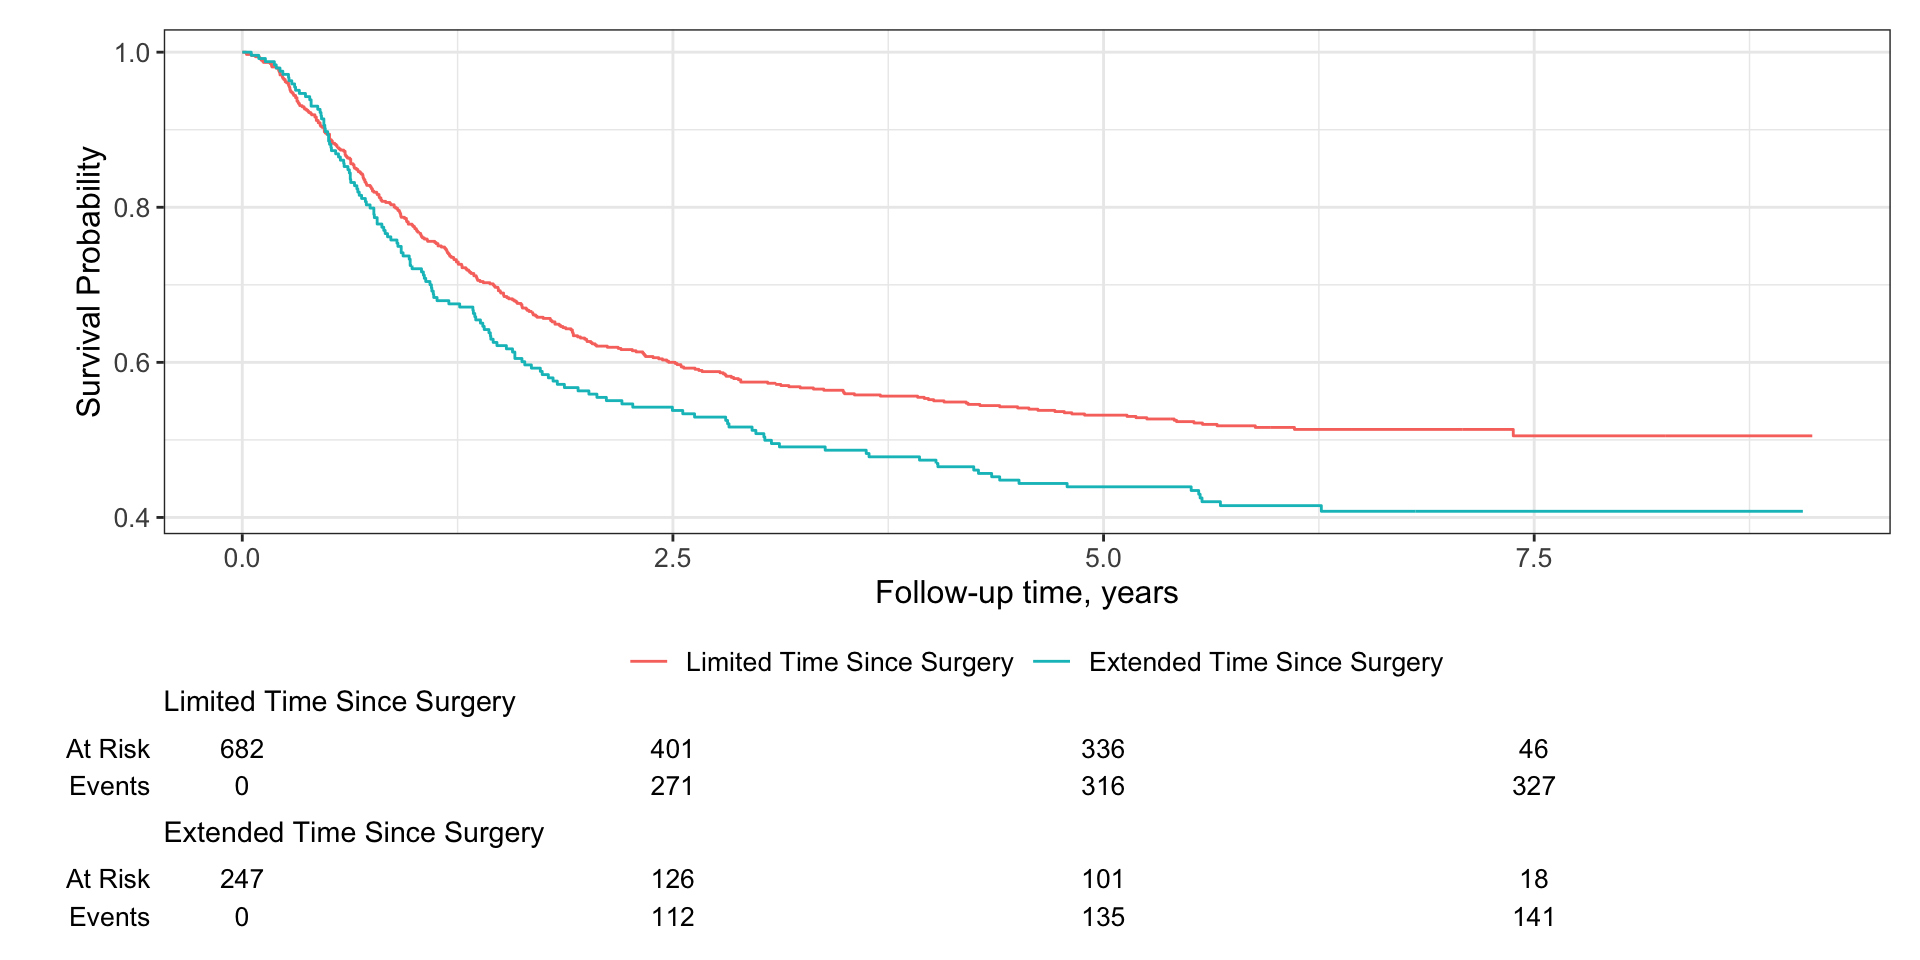 1.0
0.8
0.6
0.4
Survival Probability
0.0 2.5 5.0 7.5
Follow-up time, years
Limited Time Since Surgery Extended Time Since Surgery
Limited Time Since Surgery
At Risk 682 401 336 46
Events 0 271 316 327
Extended Time Since Surgery
At Risk 247 126 101 18
Events 0 112 135 141